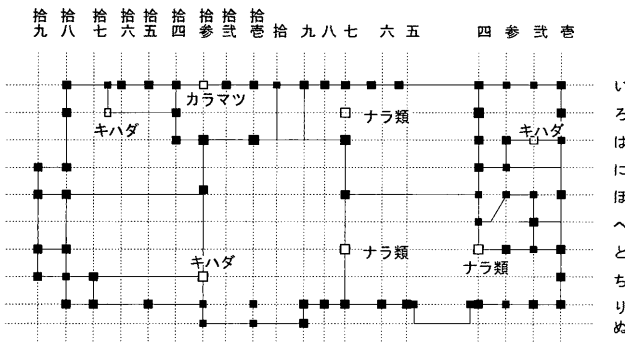 拾九 拾八 拾七 拾六 拾五 拾四 拾参 拾弐 拾壱 拾 九 八 七 六 五 四 参 弐 壱
い
カラマツ
ろ
ナラ類
キハダ
キハダ
は
に
ほ
へ
と
ナラ類
キハダ
ナラ類
ち
り
ぬ